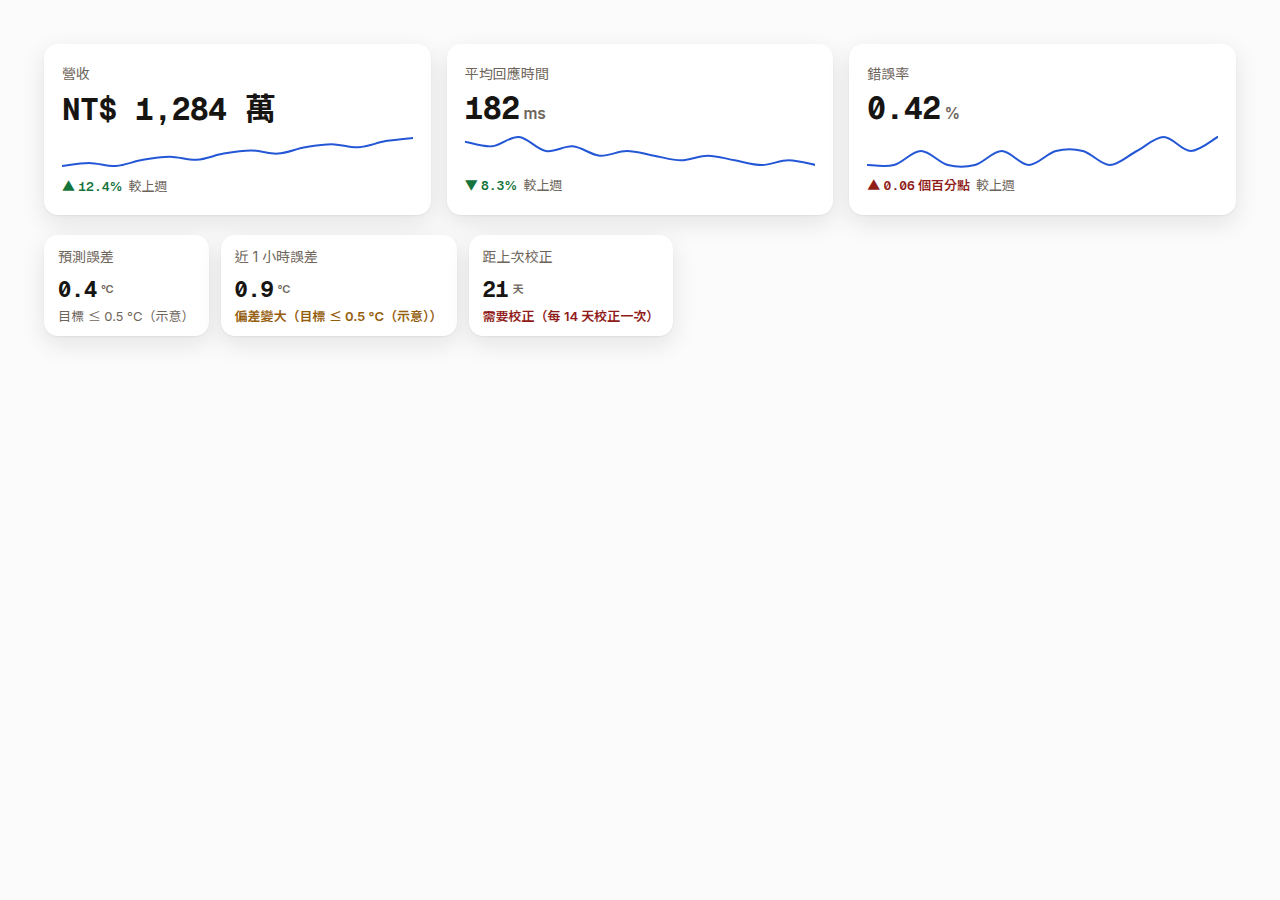 營收
NT$ 1,284 萬
▲ 12.4% 較上週
平均回應時間
182 ms
▼ 8.3% 較上週
錯誤率
0.42 %
▲ 0.06 個百分點 較上週
預測誤差
0.4 °C
目標 ≤ 0.5 °C（示意）
近 1 小時誤差
0.9 °C
偏差變大（目標 ≤ 0.5 °C（示意））
距上次校正
21 天
需要校正（每 14 天校正一次）